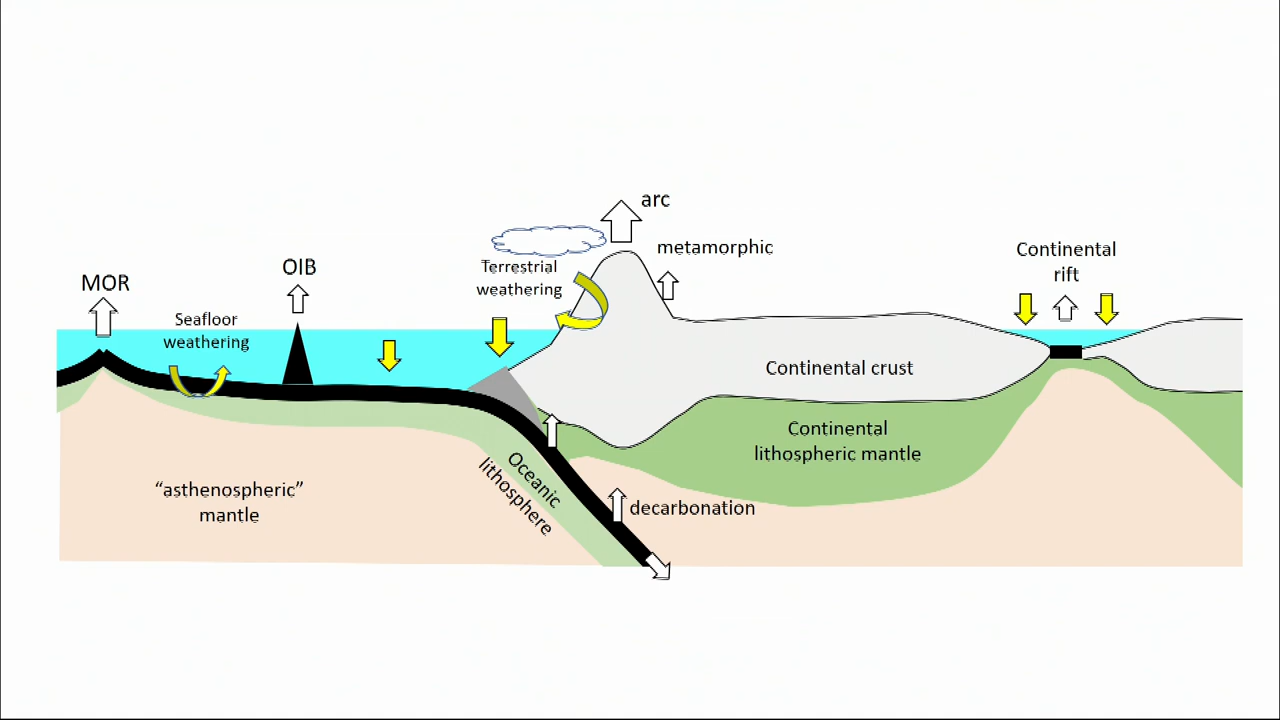 arc
metamorphic
Continental
rift
OIB
MOR
Terrestrial
weathering
Seafloor
weathering
Continental crust
Continental
lithospheric mantle
Oceanic
lithosphere
“asthenospheric”
mantle
decarbonation